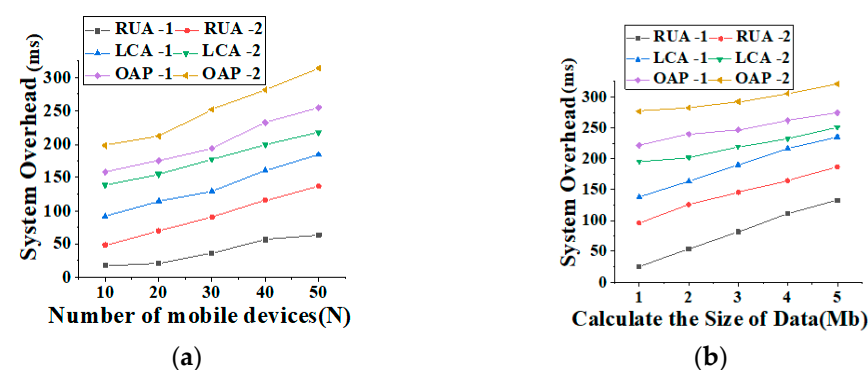 RUA -1 RUA -2
LCA -1 LCA -2
OAP -1 OAP -2
System Overhead (ms)
300
250
200
150
100
50
0
10 20 30 40 50
Number of mobile devices(N)
(a)
RUA -1 RUA -2
LCA -1 LCA -2
OAP -1 OAP -2
System Overhead (ms)
300
250
200
150
100
50
0
1 2 3 4 5
Calculate the Size of Data(Mb)
(b)